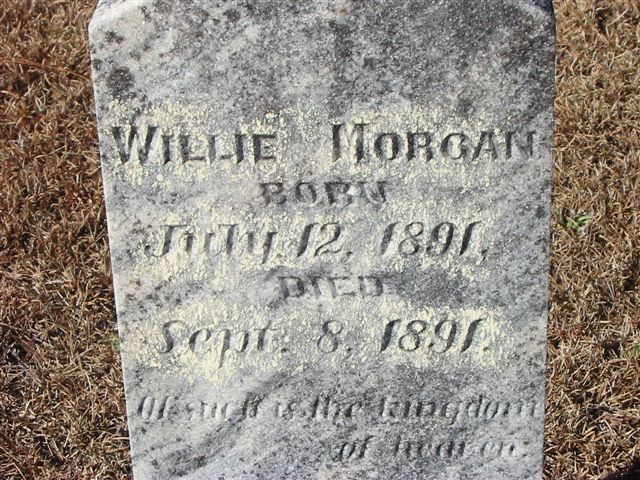 WILLIE MORGAN
BORN
July, 12, 1891,
DIED
Sept. 8, 1891.
Of such is the kingdom
of heaven.